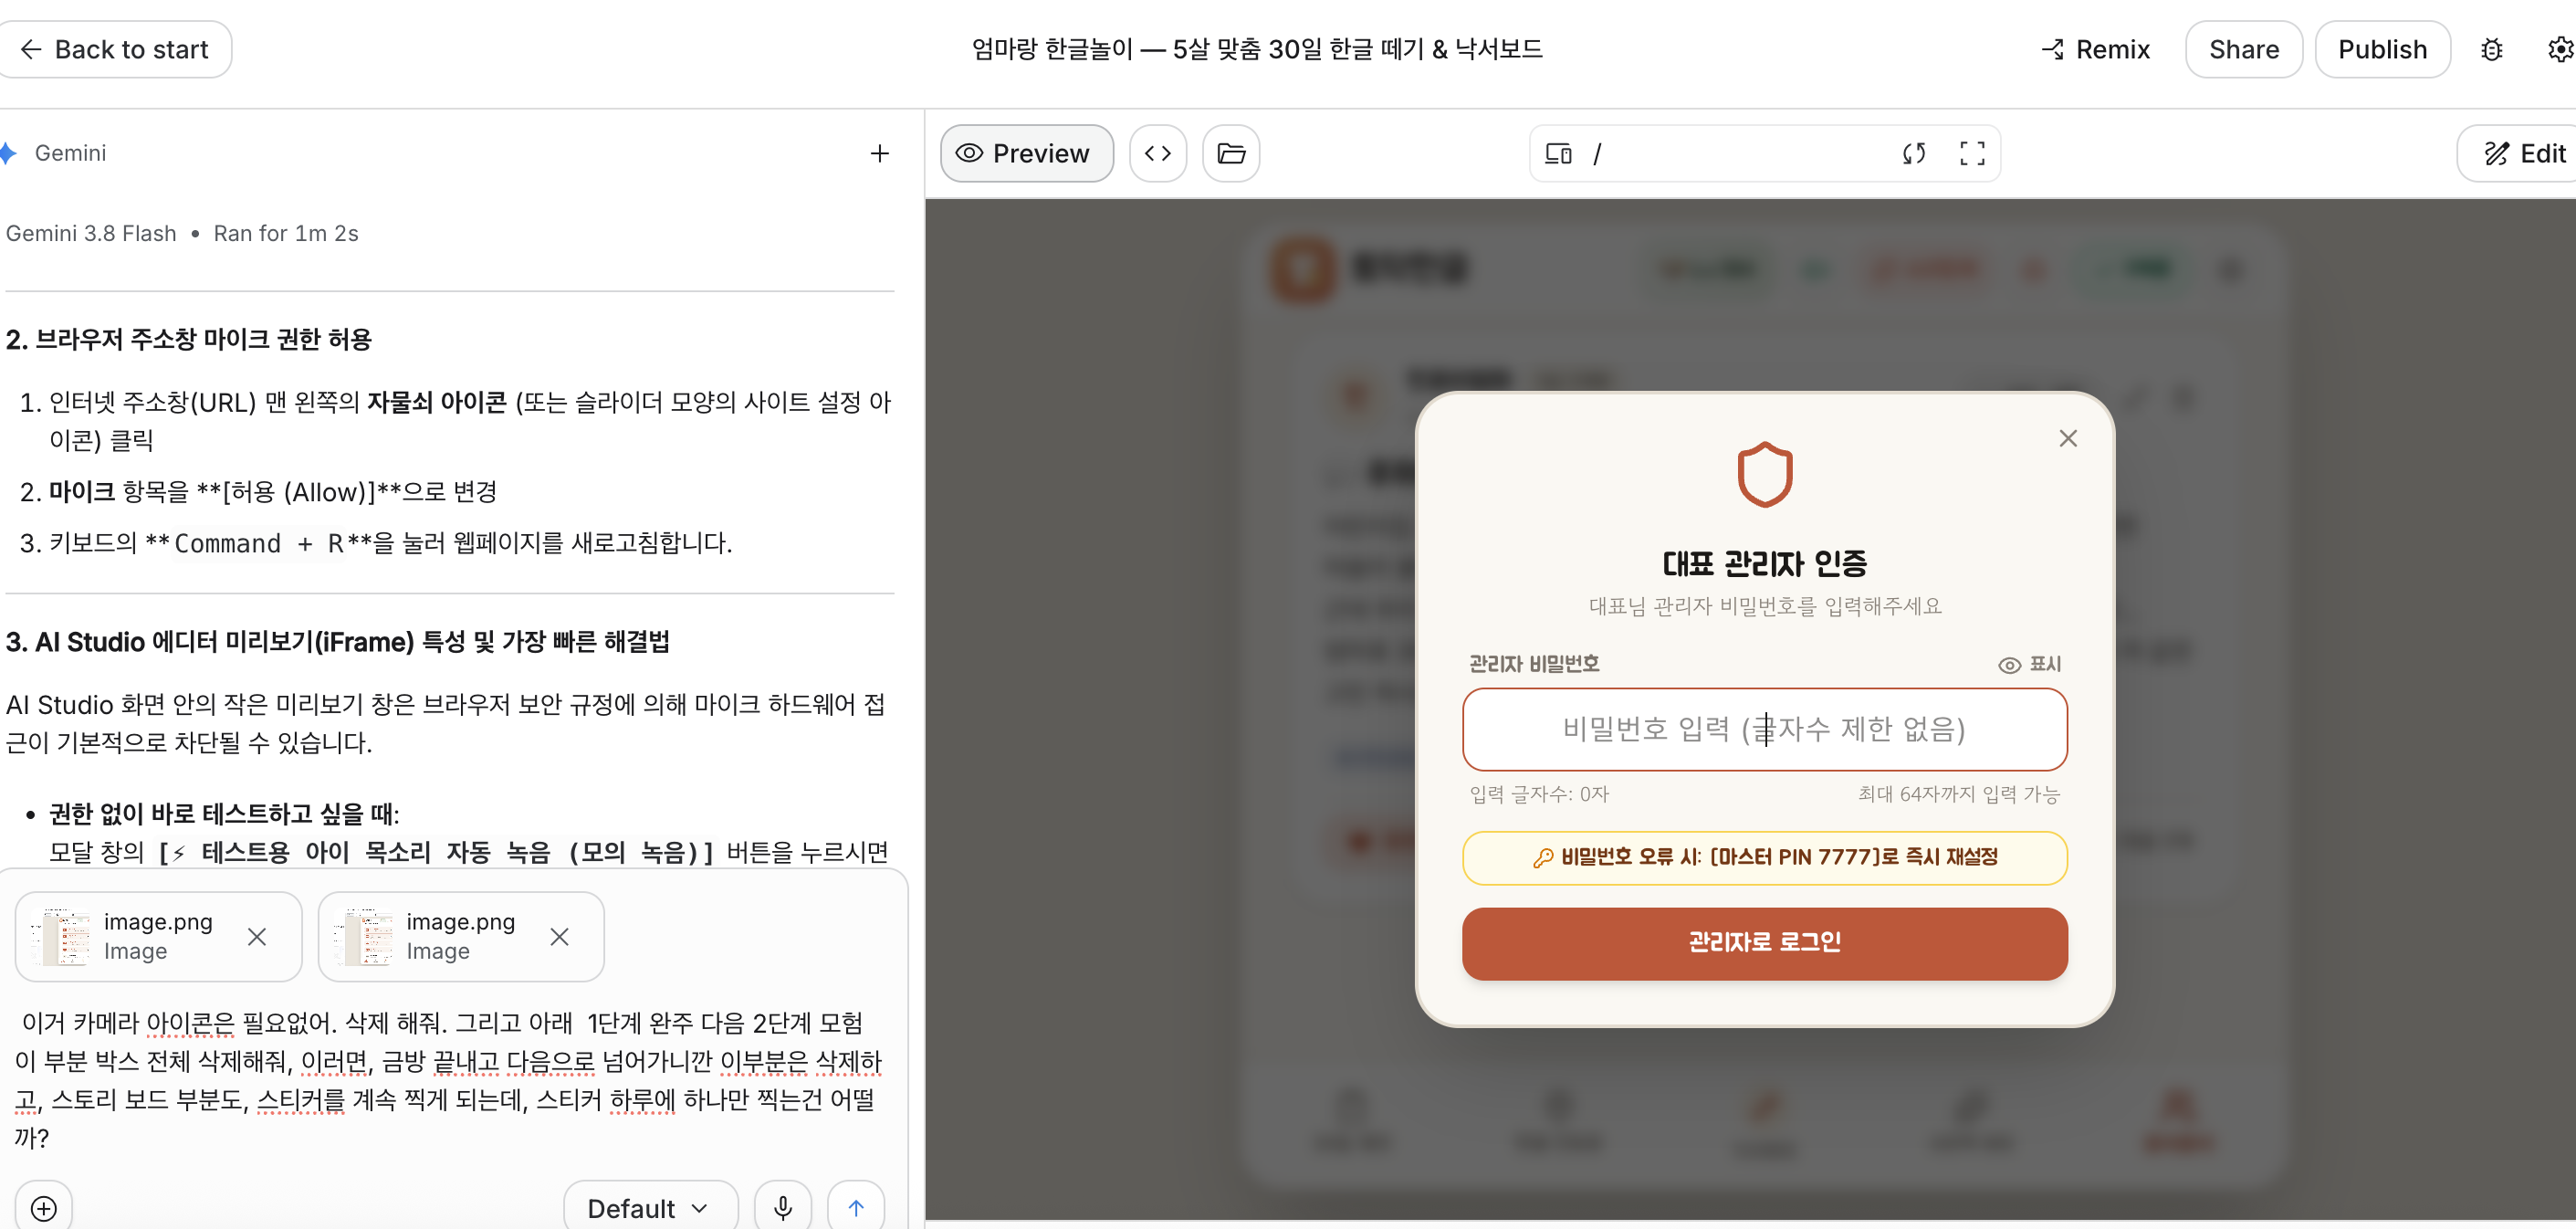 Back to start
엄마랑 한글놀이 — 5살 맞춤 30일 한글 떼기 & 낙서보드
Remix
Share
Publish
Gemini
Preview
/
Edit
Gemini 3.8 Flash • Ran for 1m 2s
2. 브라우저 주소창 마이크 권한 허용
1. 인터넷 주소창(URL) 맨 왼쪽의 자물쇠 아이콘 (또는 슬라이더 모양의 사이트 설정 아
이콘) 클릭
2. 마이크 항목을 **[허용 (Allow)]**으로 변경
3. 키보드의 **Command + R**을 눌러 웹페이지를 새로고침합니다.
3. AI Studio 에디터 미리보기(iFrame) 특성 및 가장 빠른 해결법
AI Studio 화면 안의 작은 미리보기 창은 브라우저 보안 규정에 의해 마이크 하드웨어 접
근이 기본적으로 차단될 수 있습니다.
• 권한 없이 바로 테스트하고 싶을 때:
모달 창의 [⚡ 테스트용 아이 목소리 자동 녹음 (모의 녹음)] 버튼을 누르시면
image.png
Image
image.png
Image
이거 카메라 아이콘은 필요없어. 삭제 해줘. 그리고 아래 1단계 완주 다음 2단계 모험
이 부분 박스 전체 삭제해줘, 이러면, 금방 끝내고 다음으로 넘어가니깐 이부분은 삭제하
고, 스토리 보드 부분도, 스티커를 계속 찍게 되는데, 스티커 하루에 하나만 찍는건 어떨
까?
Default
대표 관리자 인증
대표님 관리자 비밀번호를 입력해주세요
관리자 비밀번호
표시
비밀번호 입력 (글자수 제한 없음)
입력 글자수: 0자
최대 64자까지 입력 가능
비밀번호 오류 시: [마스터 PIN 7777]로 즉시 재설정
관리자로 로그인